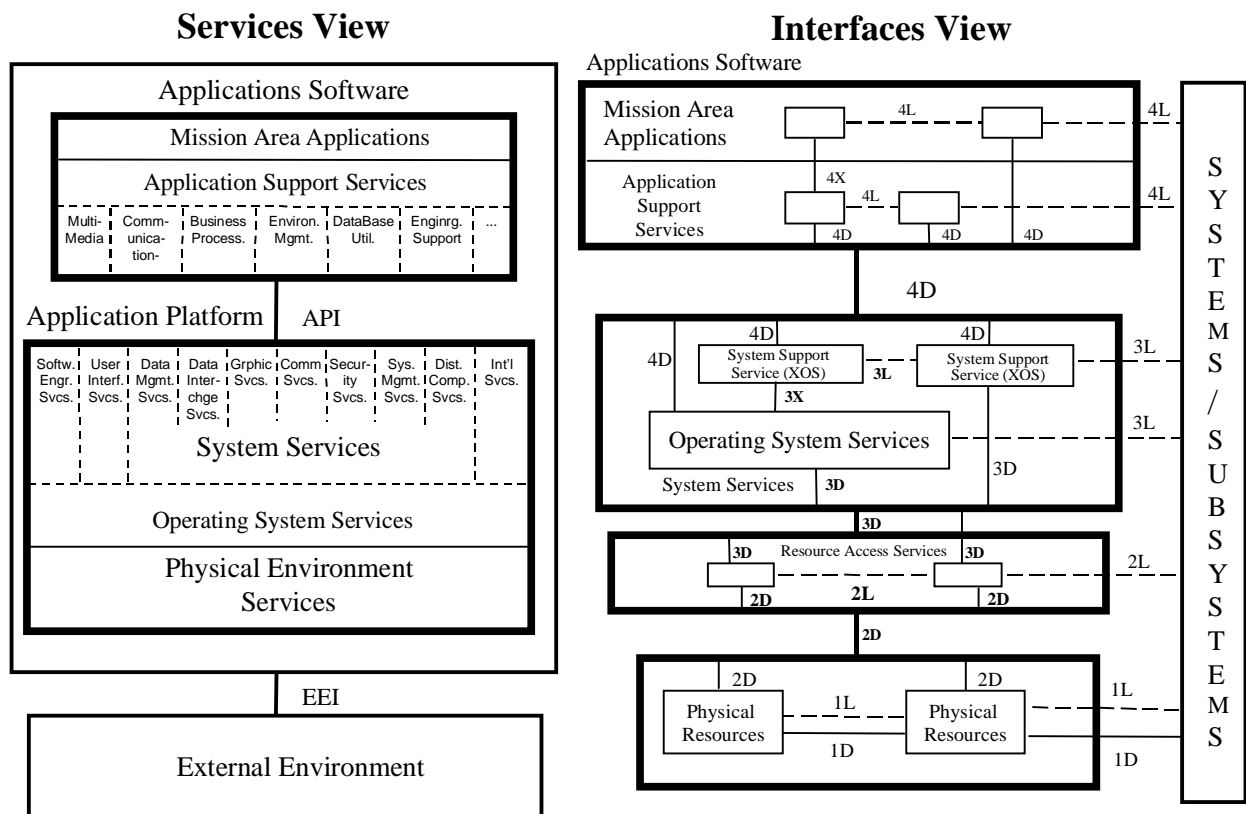 Services View
Applications Software
Mission Area Applications
Application Support Services
Multi-
Media
Comm-
unica-
tion-
Business
Process.
Environ.
Mgmt.
DataBase
Util.
Enginrg.
Support
...
Application Platform
API
Softw.
Engr.
Svcs.
User
Interf.
Svcs.
Data
Mgmt.
Svcs.
Data
Inter-
chge
Svcs.
Grphic
Svcs.
Comm
Svcs.
Secur-
ity
Svcs.
Sys.
Mgmt.
Svcs.
Dist.
Comp.
Svcs.
Int'l
Svcs.
System Services
Operating System Services
Physical Environment
Services
EEI
External Environment
Interfaces View
Applications Software
Mission Area
Applications
4L
4L
4X
Application
Support
Services
4L
4L
4D
4D
4D
4D
4D
4D
4D
System Support
Service (XOS)
3L
System Support
Service (XOS)
3L
3X
Operating System Services
3L
3D
System Services
3D
3D
3D
Resource Access Services
3D
2L
2D
2L
2D
2D
2D
2D
Physical
Resources
1L
1D
Physical
Resources
1L
1D
S
Y
S
T
E
M
S
/
S
U
B
S
Y
S
T
E
M
S